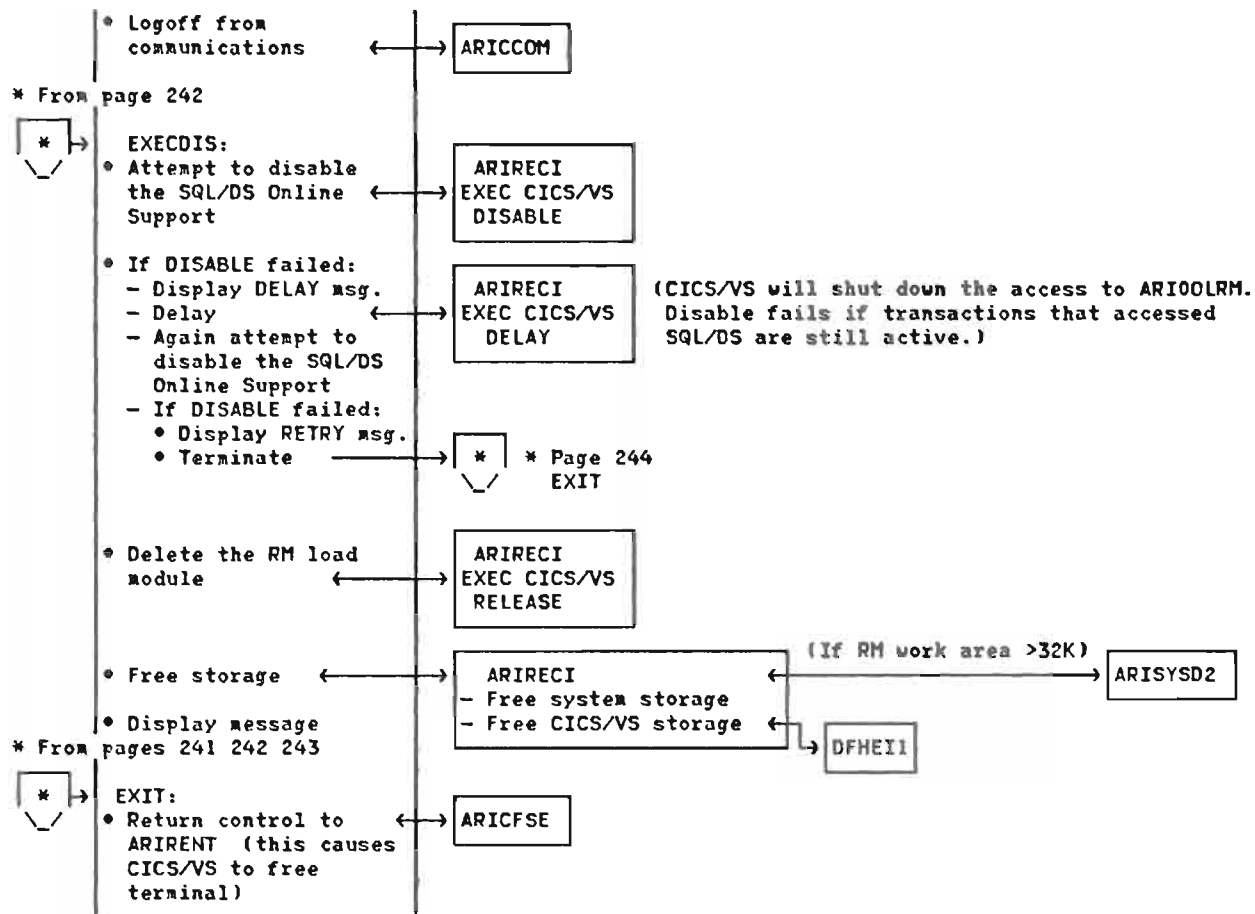 • Logoff from
communications
ARICCOM
* From page 242
*
EXECDIS:
• Attempt to disable
the SQL/DS Online
Support
ARIRECI
EXEC CICS/VS
DISABLE
• If DISABLE failed:
– Display DELAY msg.
– Delay
– Again attempt to
disable the SQL/DS
Online Support
– If DISABLE failed:
• Display RETRY msg.
• Terminate
ARIRECI
EXEC CICS/VS
DELAY
(CICS/VS will shut down the access to ARI0OLRM.
Disable fails if transactions that accessed
SQL/DS are still active.)
* * Page 244
EXIT
• Delete the RM load
module
ARIRECI
EXEC CICS/VS
RELEASE
• Free storage
ARIRECI
– Free system storage
– Free CICS/VS storage
(If RM work area >32K)
ARISYSD2
DFHEI1
• Display message
* From pages 241 242 243
*
EXIT:
• Return control to
ARIRENT (this causes
CICS/VS to free
terminal)
ARICFSE